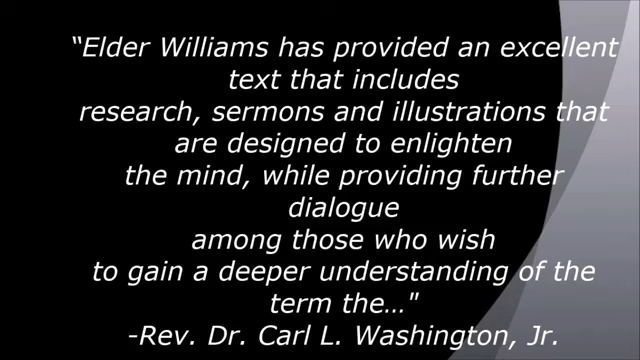 “Elder Williams has provided an excellent
text that includes
research, sermons and illustrations that
are designed to enlighten
the mind, while providing further
dialogue
among those who wish
to gain a deeper understanding of the
term the…"
-Rev. Dr. Carl L. Washington, Jr.